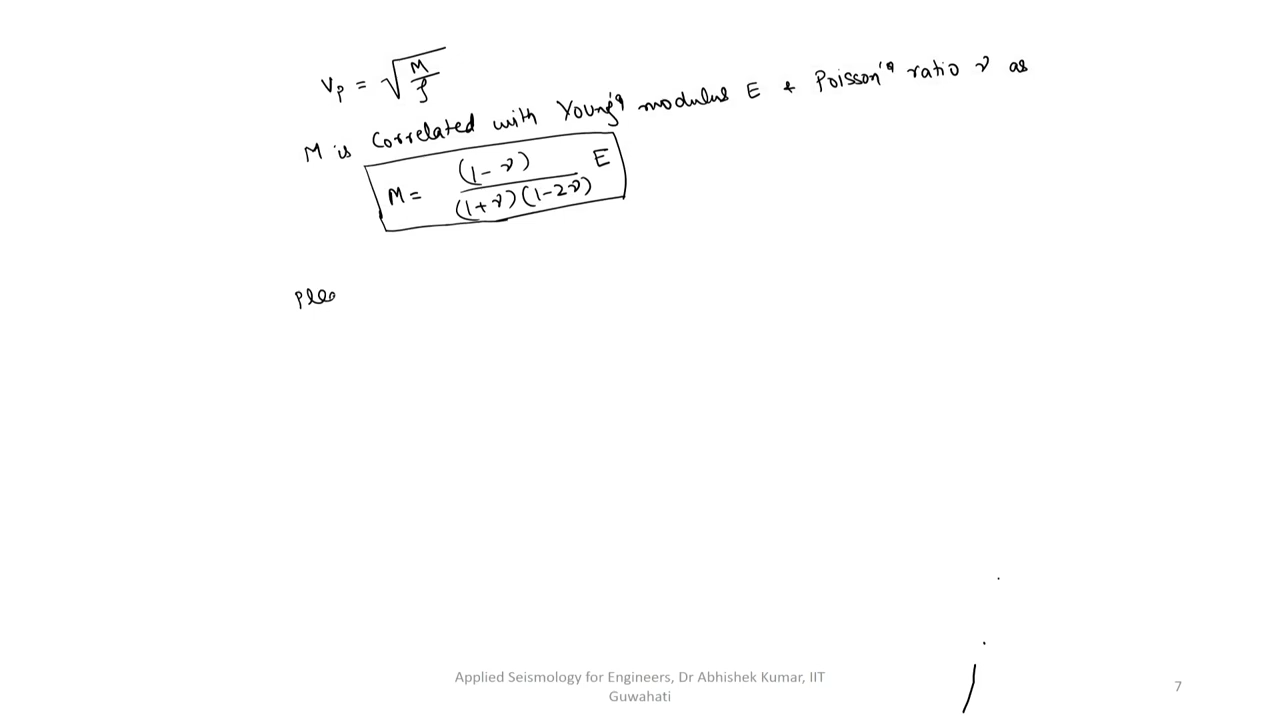 Vp = √(M/ρ)
M is correlated with Young's modulus E & Poisson's ratio ν as
M = (1-ν)/((1+ν)(1-2ν)) E
Plea
Applied Seismology for Engineers, Dr Abhishek Kumar, IIT
Guwahati
7